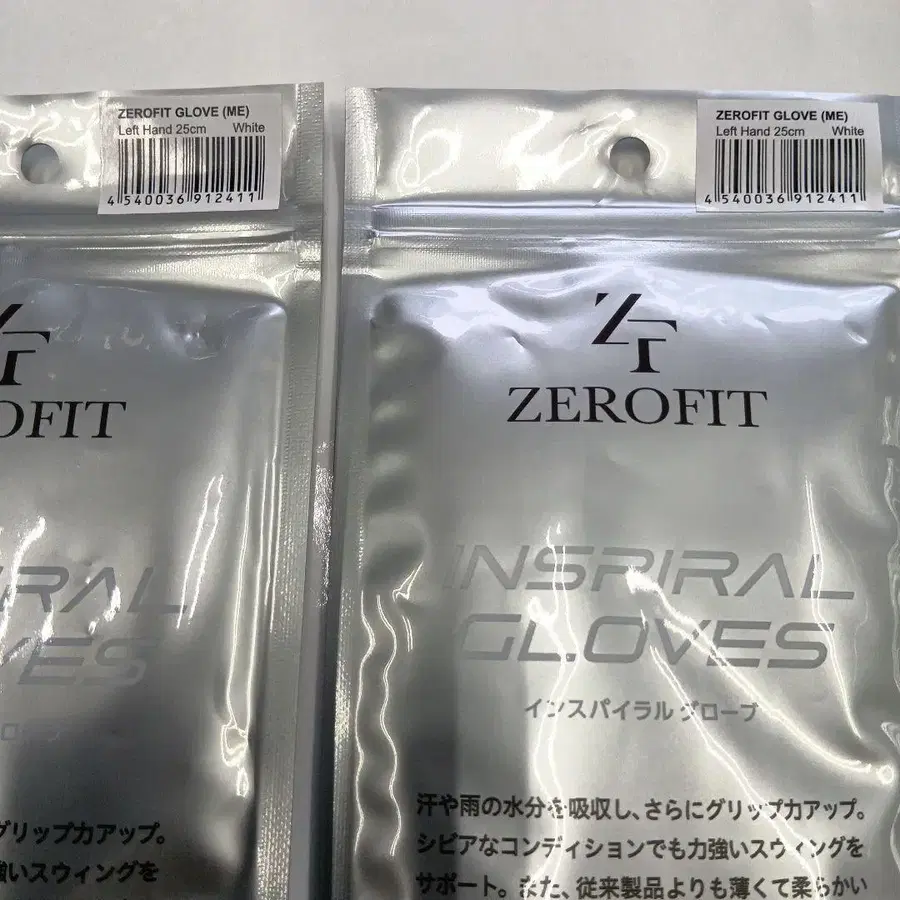 ZEROFIT GLOVE (ME)
Left Hand 25cm White
4 540036 912411
ZEROFIT GLOVE (ME)
Left Hand 25cm White
4 540036 912411
ZT
OFIT
IRAL
VES
グリップ力アップ。
強いスウィングを
ZT
ZEROFIT
INSPIRAL
GLOVES
インスパイラル グローブ
汗や雨の水分を吸収し、さらにグリップ力アップ。
シビアなコンディションでも力強いスウィングを
サポート。また、従来製品よりも薄くて柔らかい